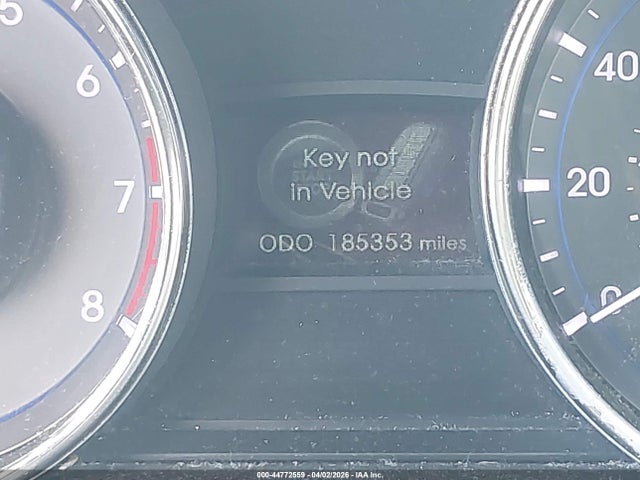 5
6
7
8
Key not
in Vehicle
START
ODO 185353 miles
40
20
0
000-44772559 - 04/02/2026 - IAA Inc.